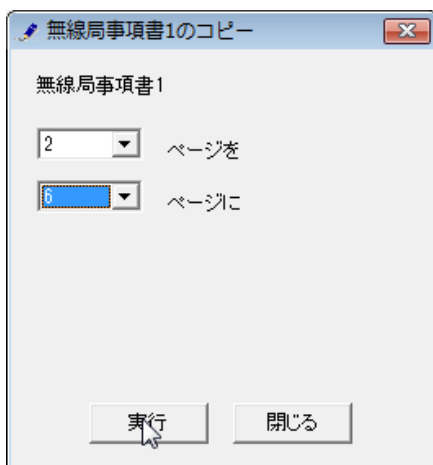 無線局事項書1のコピー
無線局事項書1
2 ページを
6 ページに
実行 閉じる